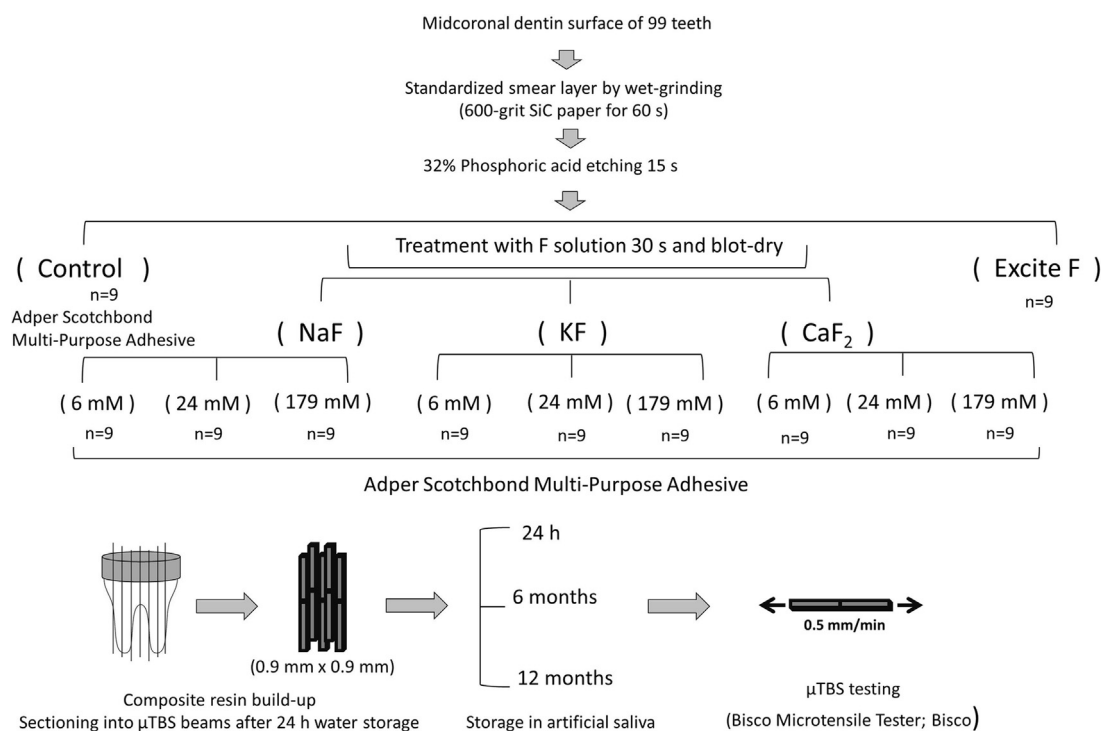 Midcoronal dentin surface of 99 teeth
Standardized smear layer by wet-grinding
(600-grit SiC paper for 60 s)
32% Phosphoric acid etching 15 s
Treatment with F solution 30 s and blot-dry
( Control )
n=9
Adper Scotchbond
Multi-Purpose Adhesive
( Excite F )
n=9
( NaF ) ( KF ) ( CaF₂ )
( 6 mM ) ( 24 mM ) ( 179 mM ) ( 6 mM ) ( 24 mM ) ( 179 mM ) ( 6 mM ) ( 24 mM ) ( 179 mM )
n=9 n=9 n=9 n=9 n=9 n=9 n=9 n=9 n=9
Adper Scotchbond Multi-Purpose Adhesive
24 h
6 months
12 months
0.5 mm/min
(0.9 mm x 0.9 mm)
Composite resin build-up
Sectioning into μTBS beams after 24 h water storage
Storage in artificial saliva
μTBS testing
(Bisco Microtensile Tester; Bisco)